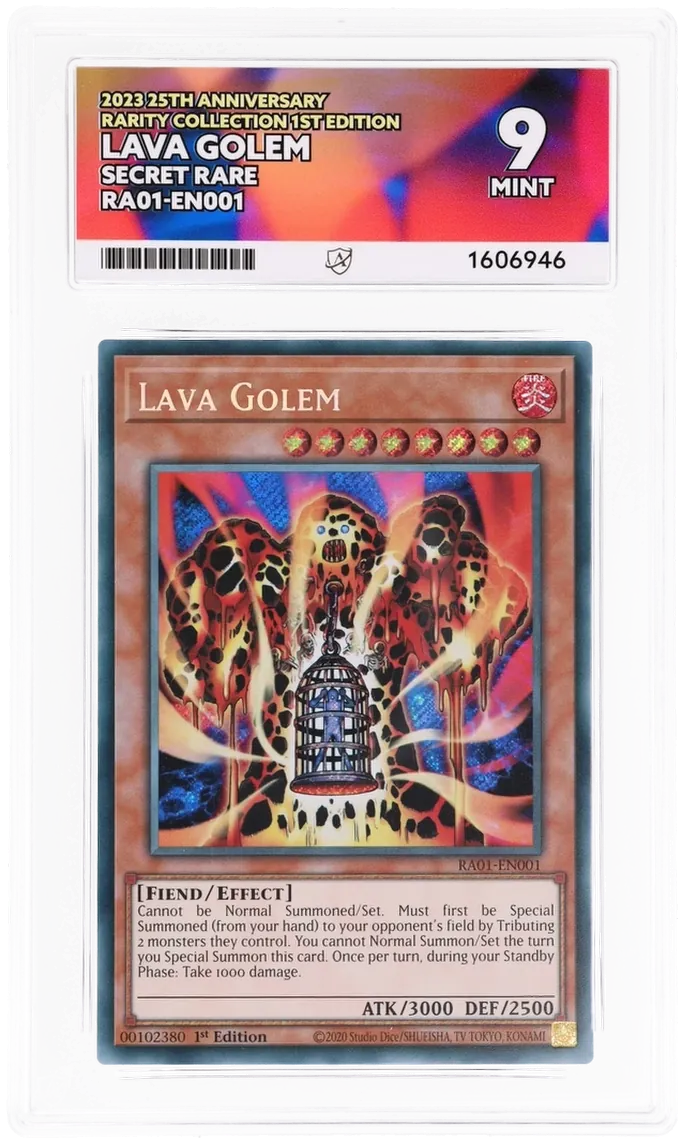 2023 25TH ANNIVERSARY
RARITY COLLECTION 1ST EDITION
LAVA GOLEM
SECRET RARE
RA01-EN001
9
MINT
A
1606946
LAVA GOLEM
FIRE
炎
RA01-EN001
[FIEND/EFFECT]
Cannot be Normal Summoned/Set. Must first be Special
Summoned (from your hand) to your opponent's field by Tributing
2 monsters they control. You cannot Normal Summon/Set the turn
you Special Summon this card. Once per turn, during your Standby
Phase: Take 1000 damage.
ATK/3000 DEF/2500
00102380 1st Edition ©2020 Studio Dice/SHUEISHA, TV TOKYO, KONAMI